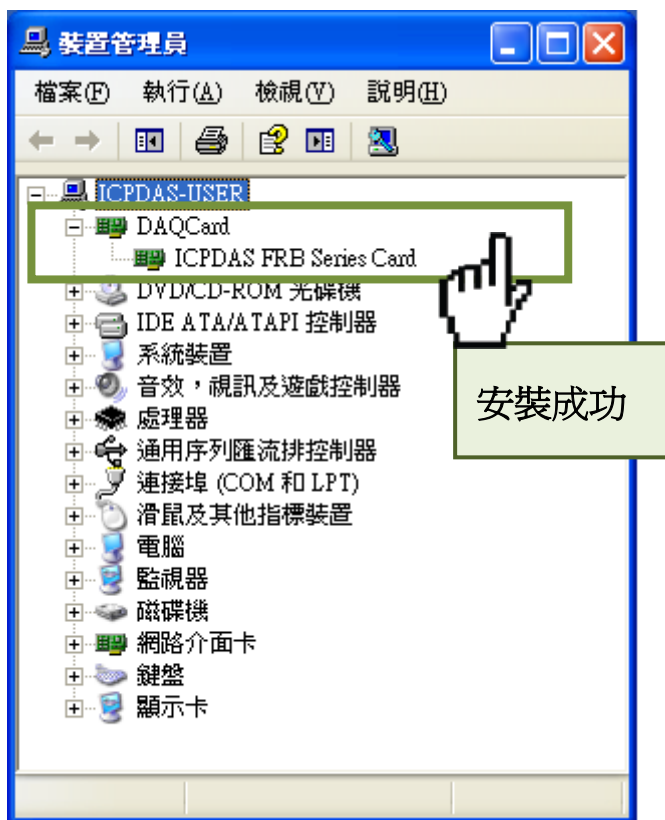 裝置管理員
檔案(F) 執行(A) 檢視(V) 說明(H)
ICPDAS-USER
DAQCard
ICPDAS FRB Series Card
DVD/CD-ROM 光碟機
IDE ATA/ATAPI 控制器
系統裝置
音效，視訊及遊戲控制器
安裝成功
處理器
通用序列匯流排控制器
連接埠 (COM 和 LPT)
滑鼠及其他指標裝置
電腦
監視器
磁碟機
網路介面卡
鍵盤
顯示卡